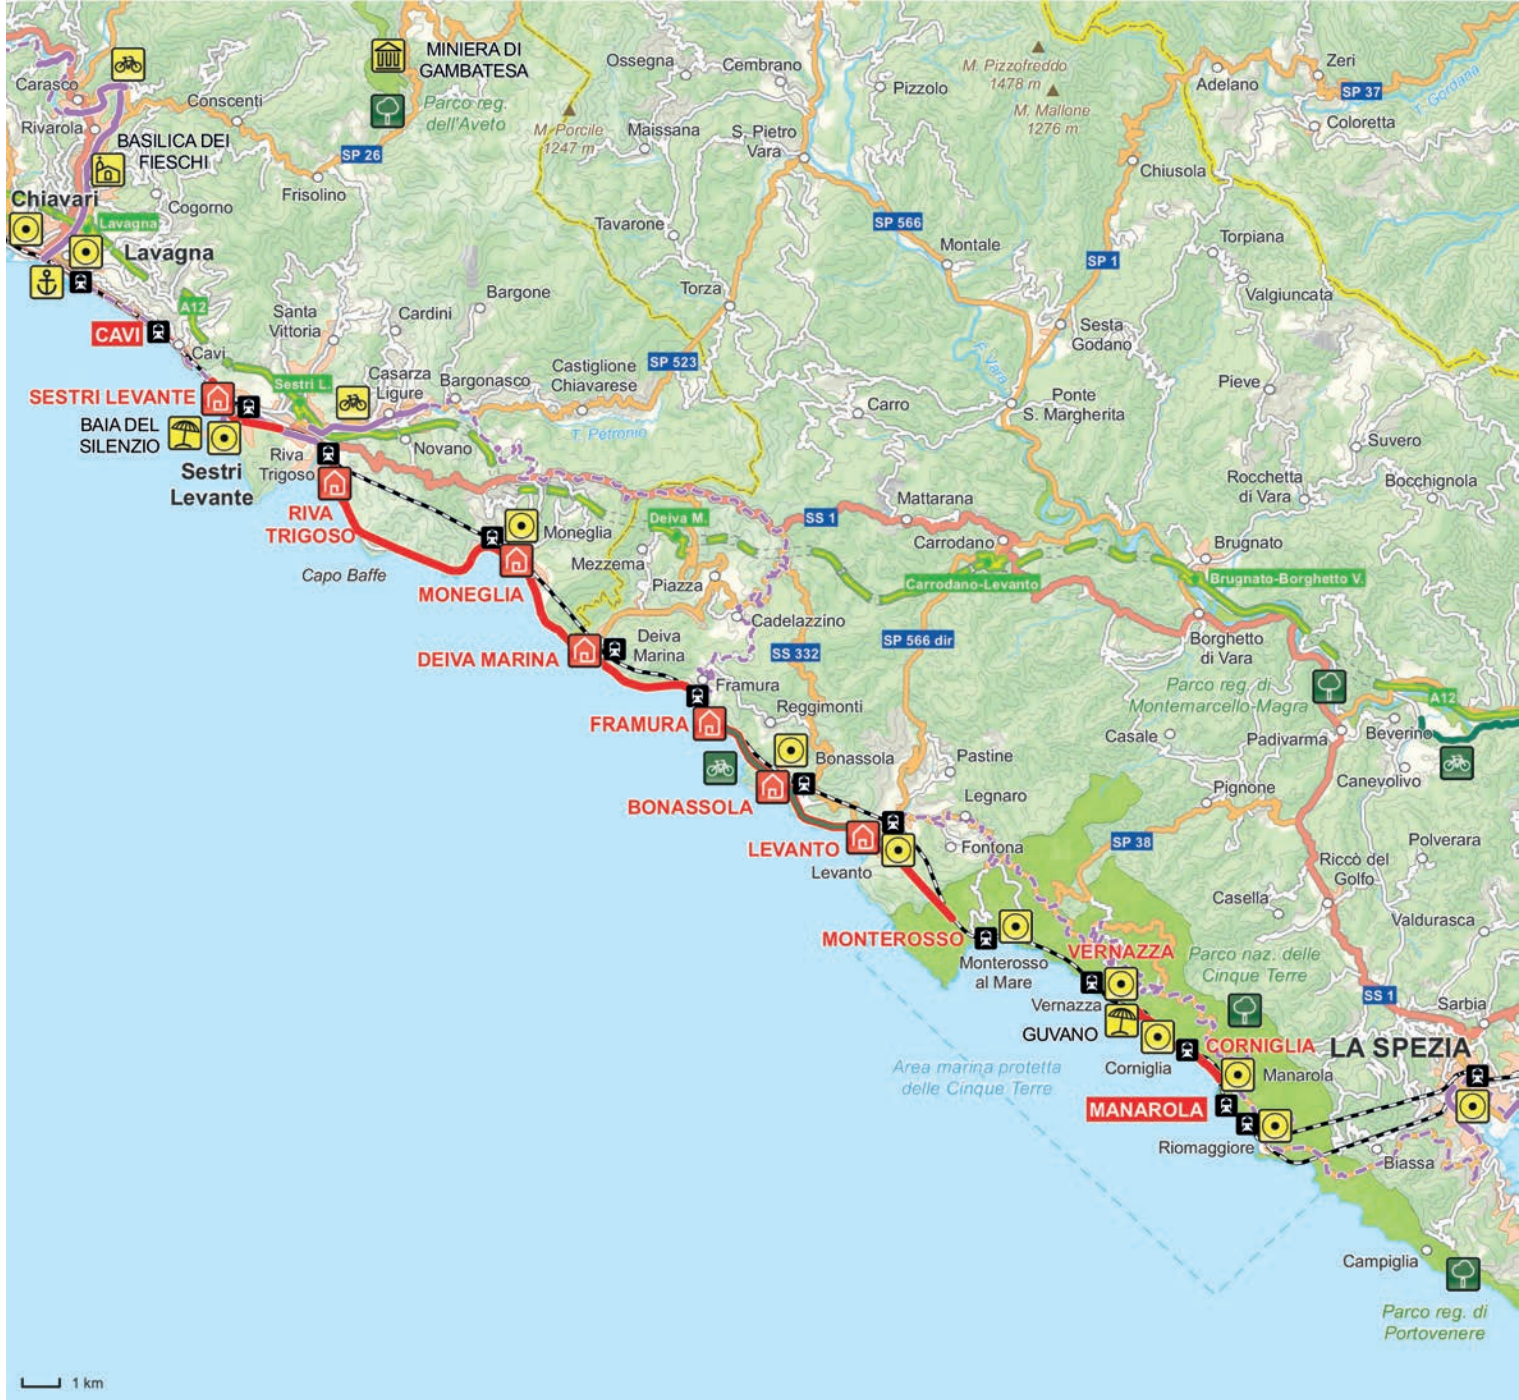 MINIERA DI
GAMBATESA
Ossegna
Cembrano
M. Pizzofreddo
1478 m
Zeri
Adelano
SP 37
T. Gordana
Carasco
Conscenti
Parco reg.
dell'Aveto
Pizzolo
M. Mallone
1276 m
Coloretta
Rivarola
BASILICA DEI
FIESCHI
SP 26
M. Porcile
1247 m
Maissana
S. Pietro
Vara
Chiusola
Frisolino
Chiavari
Cogorno
Lavagna
Tavarone
SP 566
Lavagna
Montale
SP 1
Torpiana
Valgiuncata
Bargone
Torza
A12
Santa
Vittoria
Cardini
CAVI
Cavi
Sesta
Godano
F. Vara
SP 523
Castiglione
Chiavarese
Casarza
Ligure
Bargonasco
Sestri L.
SESTRI LEVANTE
Pieve
Ponte
S. Margherita
Carro
BAIA DEL
SILENZIO
T. Petronio
Novano
Suvero
Riva
Trigoso
Sestri
Levante
Rocchetta
di Vara
Bocchignola
Mattarana
RIVA
TRIGOSO
SS 1
Deiva M.
Moneglia
Carrodano
Brugnato
Mezzema
Capo Baffe
Piazza
Carrodano-Levanto
Brugnato-Borghetto V.
MONEGLIA
Cadelazzino
SP 566 dir
Borghetto
di Vara
Deiva
Marina
DEIVA MARINA
SS 332
Framura
Parco reg. di
Montemarcello-Magra
A12
Reggimonti
FRAMURA
Casale
Padivarma
Beverino
Bonassola
Pastine
Canevolivo
Pignone
Legnaro
BONASSOLA
Polverara
SP 38
LEVANTO
Fontona
Levanto
Riccò del
Golfo
Casella
Valdurasca
MONTEROSSO
Monterosso
al Mare
VERNAZZA
Parco naz. delle
Cinque Terre
SS 1
Sarbia
Vernazza
GUVANO
CORNIGLIA
LA SPEZIA
Area marina protetta
delle Cinque Terre
Corniglia
Manarola
MANAROLA
Riomaggiore
Biassa
Campiglia
Parco reg. di
Portovenere
1 km